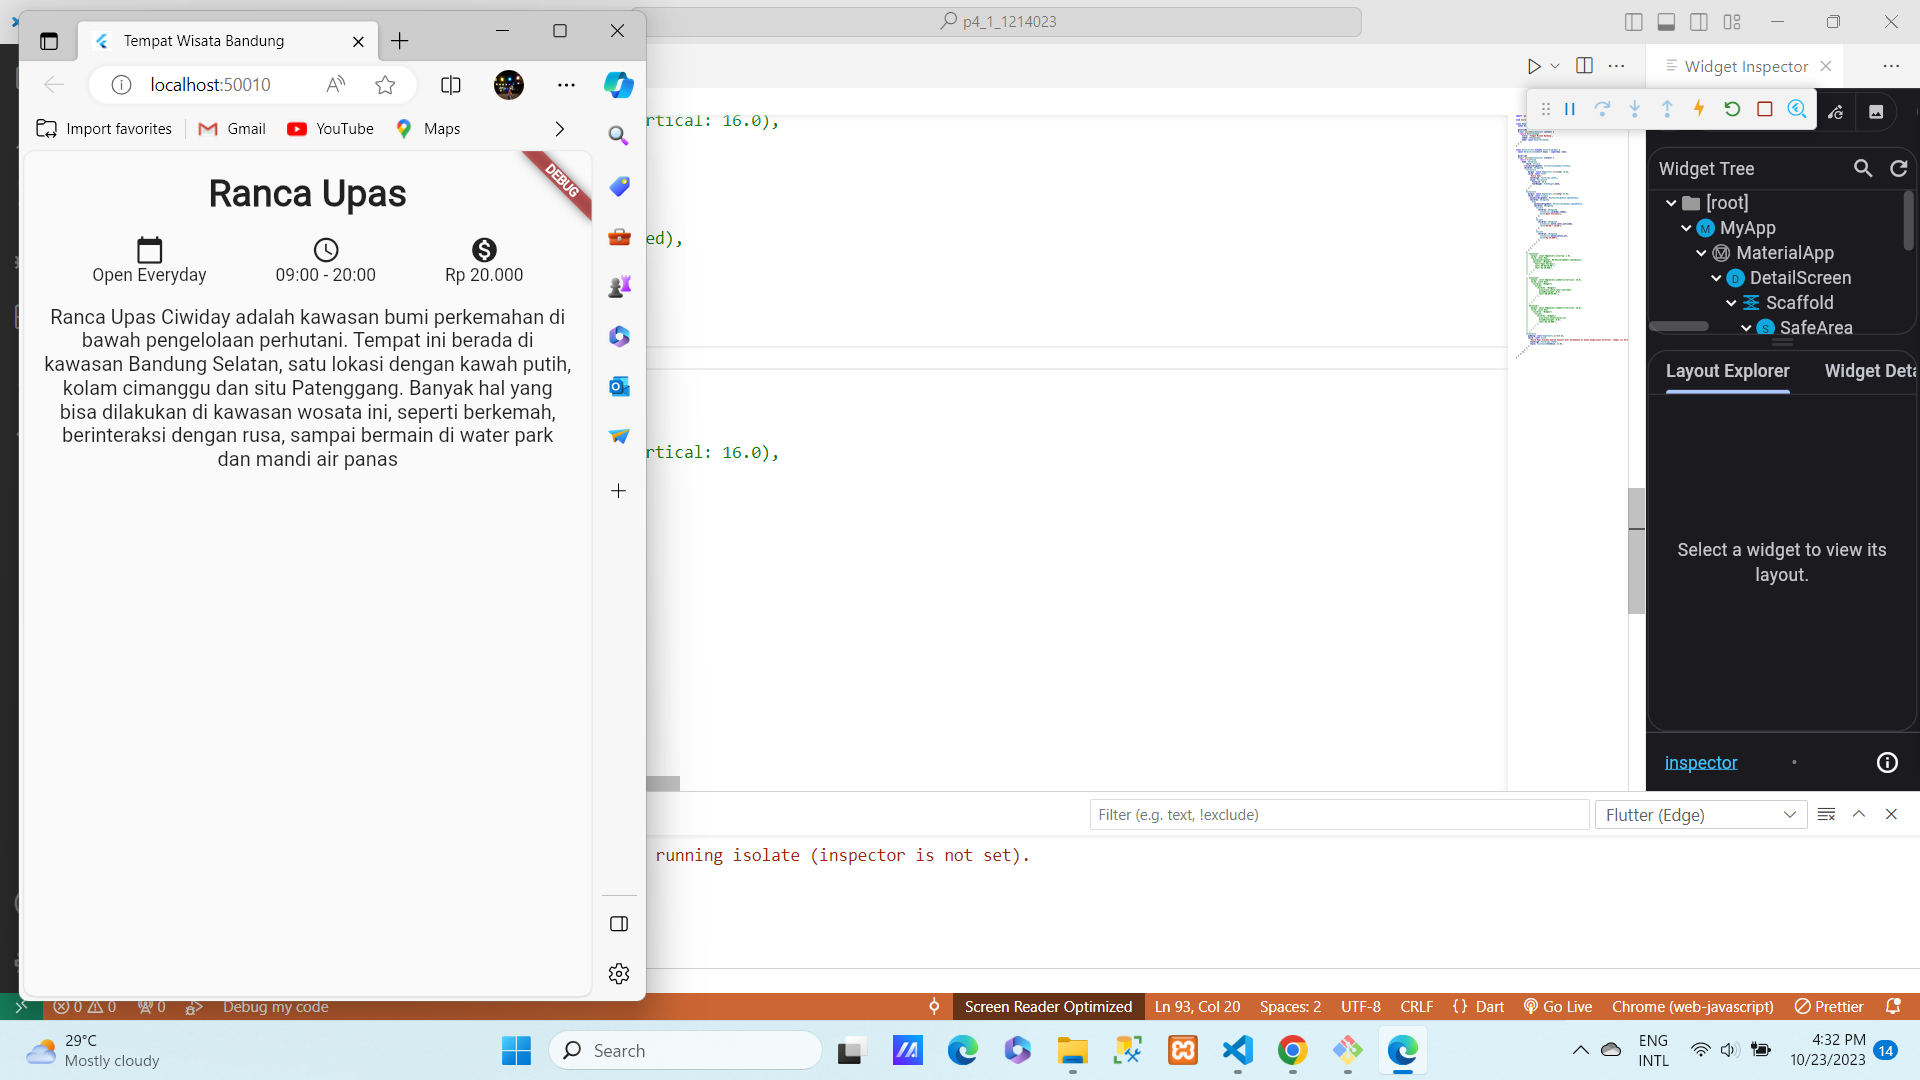 p4_1_1214023
Tempat Wisata Bandung
localhost:50010
Import favorites
Gmail
YouTube
Maps
DEBUG
Ranca Upas
Open Everyday
09:00 - 20:00
Rp 20.000
Ranca Upas Ciwiday adalah kawasan bumi perkemahan di
bawah pengelolaan perhutani. Tempat ini berada di
kawasan Bandung Selatan, satu lokasi dengan kawah putih,
kolam cimanggu dan situ Patenggang. Banyak hal yang
bisa dilakukan di kawasan wosata ini, seperti berkemah,
berinteraksi dengan rusa, sampai bermain di water park
dan mandi air panas
rtical: 16.0),
ed),
rtical: 16.0),
Widget Inspector
Widget Tree
[root]
MyApp
MaterialApp
DetailScreen
Scaffold
SafeArea
Layout Explorer
Widget Deta
Select a widget to view its
layout.
inspector
Filter (e.g. text, !exclude)
Flutter (Edge)
running isolate (inspector is not set).
0 0 0 Debug my code
Screen Reader Optimized Ln 93, Col 20 Spaces: 2 UTF-8 CRLF {} Dart Go Live Chrome (web-javascript) Prettier
29°C
Mostly cloudy
Search
ENG
INTL
4:32 PM
10/23/2023
14